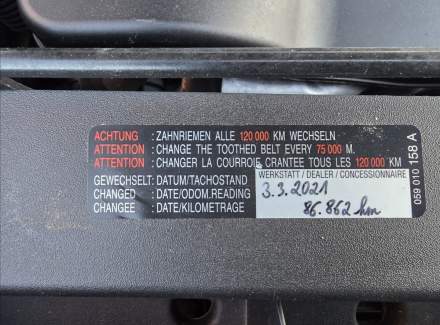 ACHTUNG : ZAHNRIEMEN ALLE 120 000 KM WECHSELN
ATTENTION : CHANGE THE TOOTHED BELT EVERY 75 000 M.
ATTENTION : CHANGER LA COURROIE CRANTEE TOUS LES 120 000 KM
GEWECHSELT: DATUM/TACHOSTAND
CHANGED : DATE/ODOM.READING
CHANGEE : DATE/KILOMETRAGE
WERKSTATT / DEALER / CONCESSIONNAIRE
3.3.2021
86.862 km
059 010 158 A